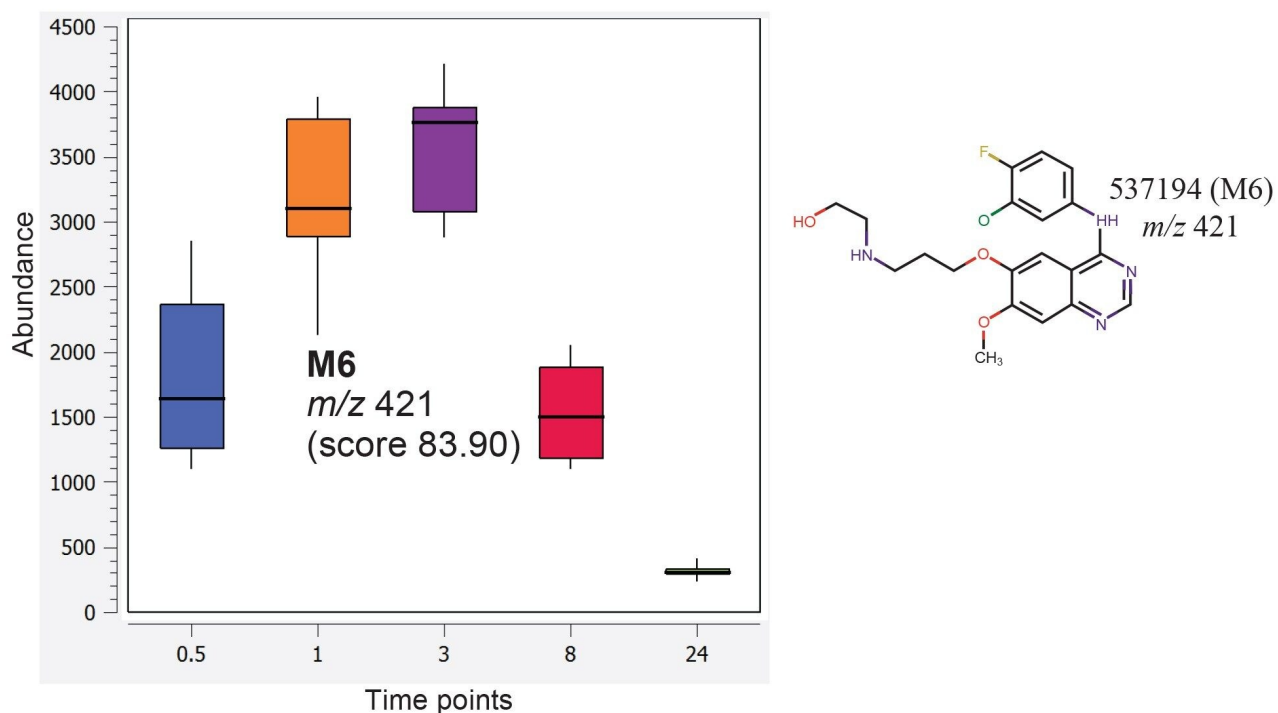 4500
4000
3500
3000
2500
2000
1500
1000
500
0
Abundance
M6
m/z 421
(score 83.90)
0.5 1 3 8 24
Time points
F
O
HO
HN
O
O
CH3
HH
N
N
537194 (M6)
m/z 421